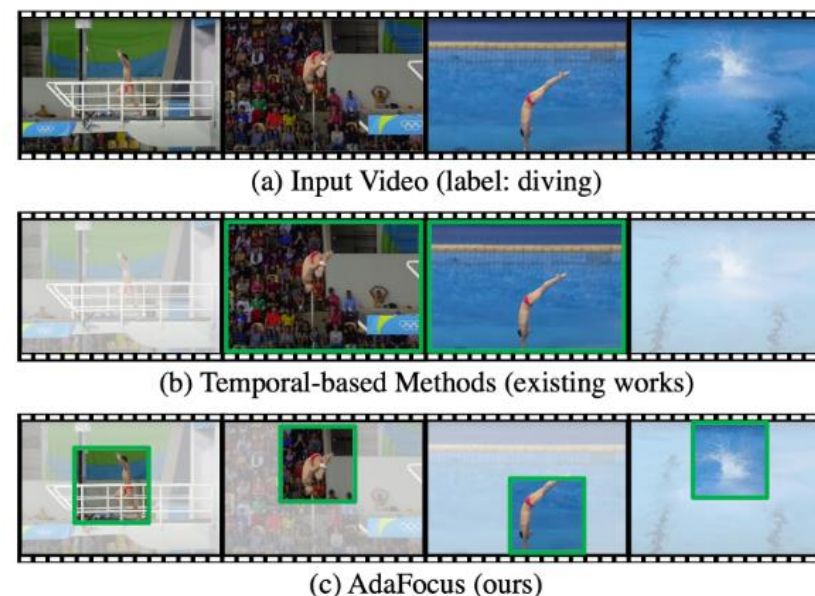 (a) Input Video (label: diving)
(b) Temporal-based Methods (existing works)
(c) AdaFocus (ours)